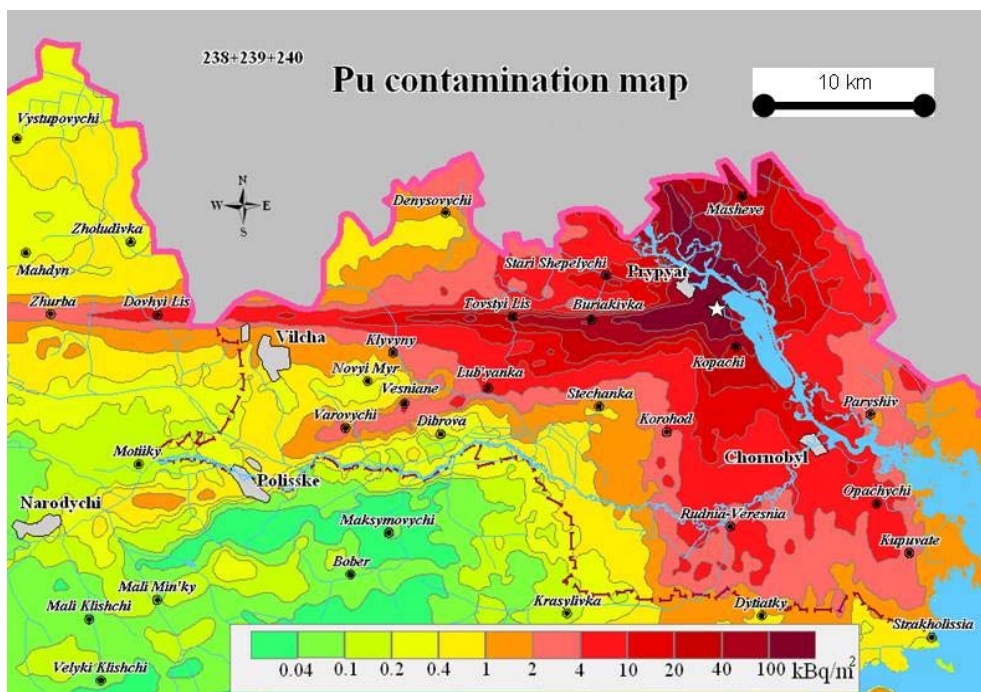 238+239+240
Pu contamination map
10 km
Vystupovychi
N
W E
S
Denysovychi
Masheve
Zholudivka
Mahdyn
Stari Shepelychi
Prypyat
Zhurba
Dovhyi Lis
Tovstyi Lis
Buriakivka
Vilcha
Klyvyny
Kopachi
Novyi Myr
Lub'yanka
Vesniane
Stechanka
Varovychi
Dibrova
Korohod
Paryshiv
Motiiky
Chornobyl
Polisske
Narodychi
Opachychi
Maksymovychi
Rudnia-Veresnia
Kupuvate
Bober
Mali Min'ky
Mali Klishchi
Krasylivka
Dytiatky
Strakholissia
Velyki Klishchi
0.04 0.1 0.2 0.4 1 2 4 10 20 40 100 kBq/m²